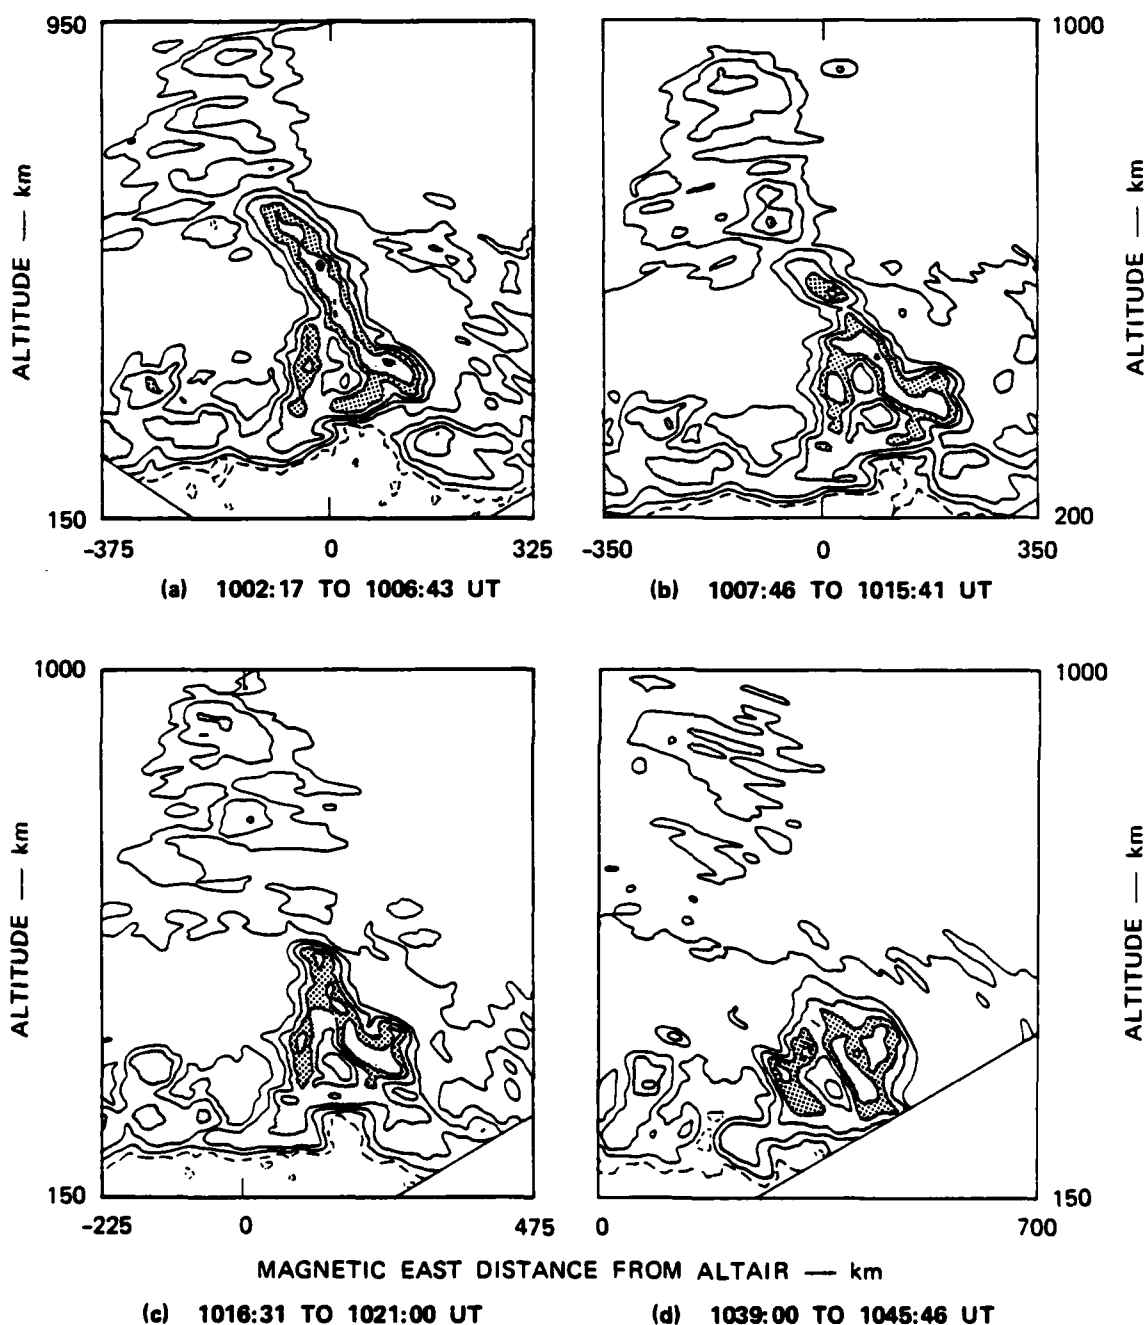 950
1000
ALTITUDE — km
ALTITUDE — km
150
200
-375 0 325
-350 0 350
(a) 1002:17 TO 1006:43 UT
(b) 1007:46 TO 1015:41 UT
1000
1000
ALTITUDE — km
ALTITUDE — km
150
150
-225 0 475
0 700
MAGNETIC EAST DISTANCE FROM ALTAIR — km
(c) 1016:31 TO 1021:00 UT
(d) 1039:00 TO 1045:46 UT